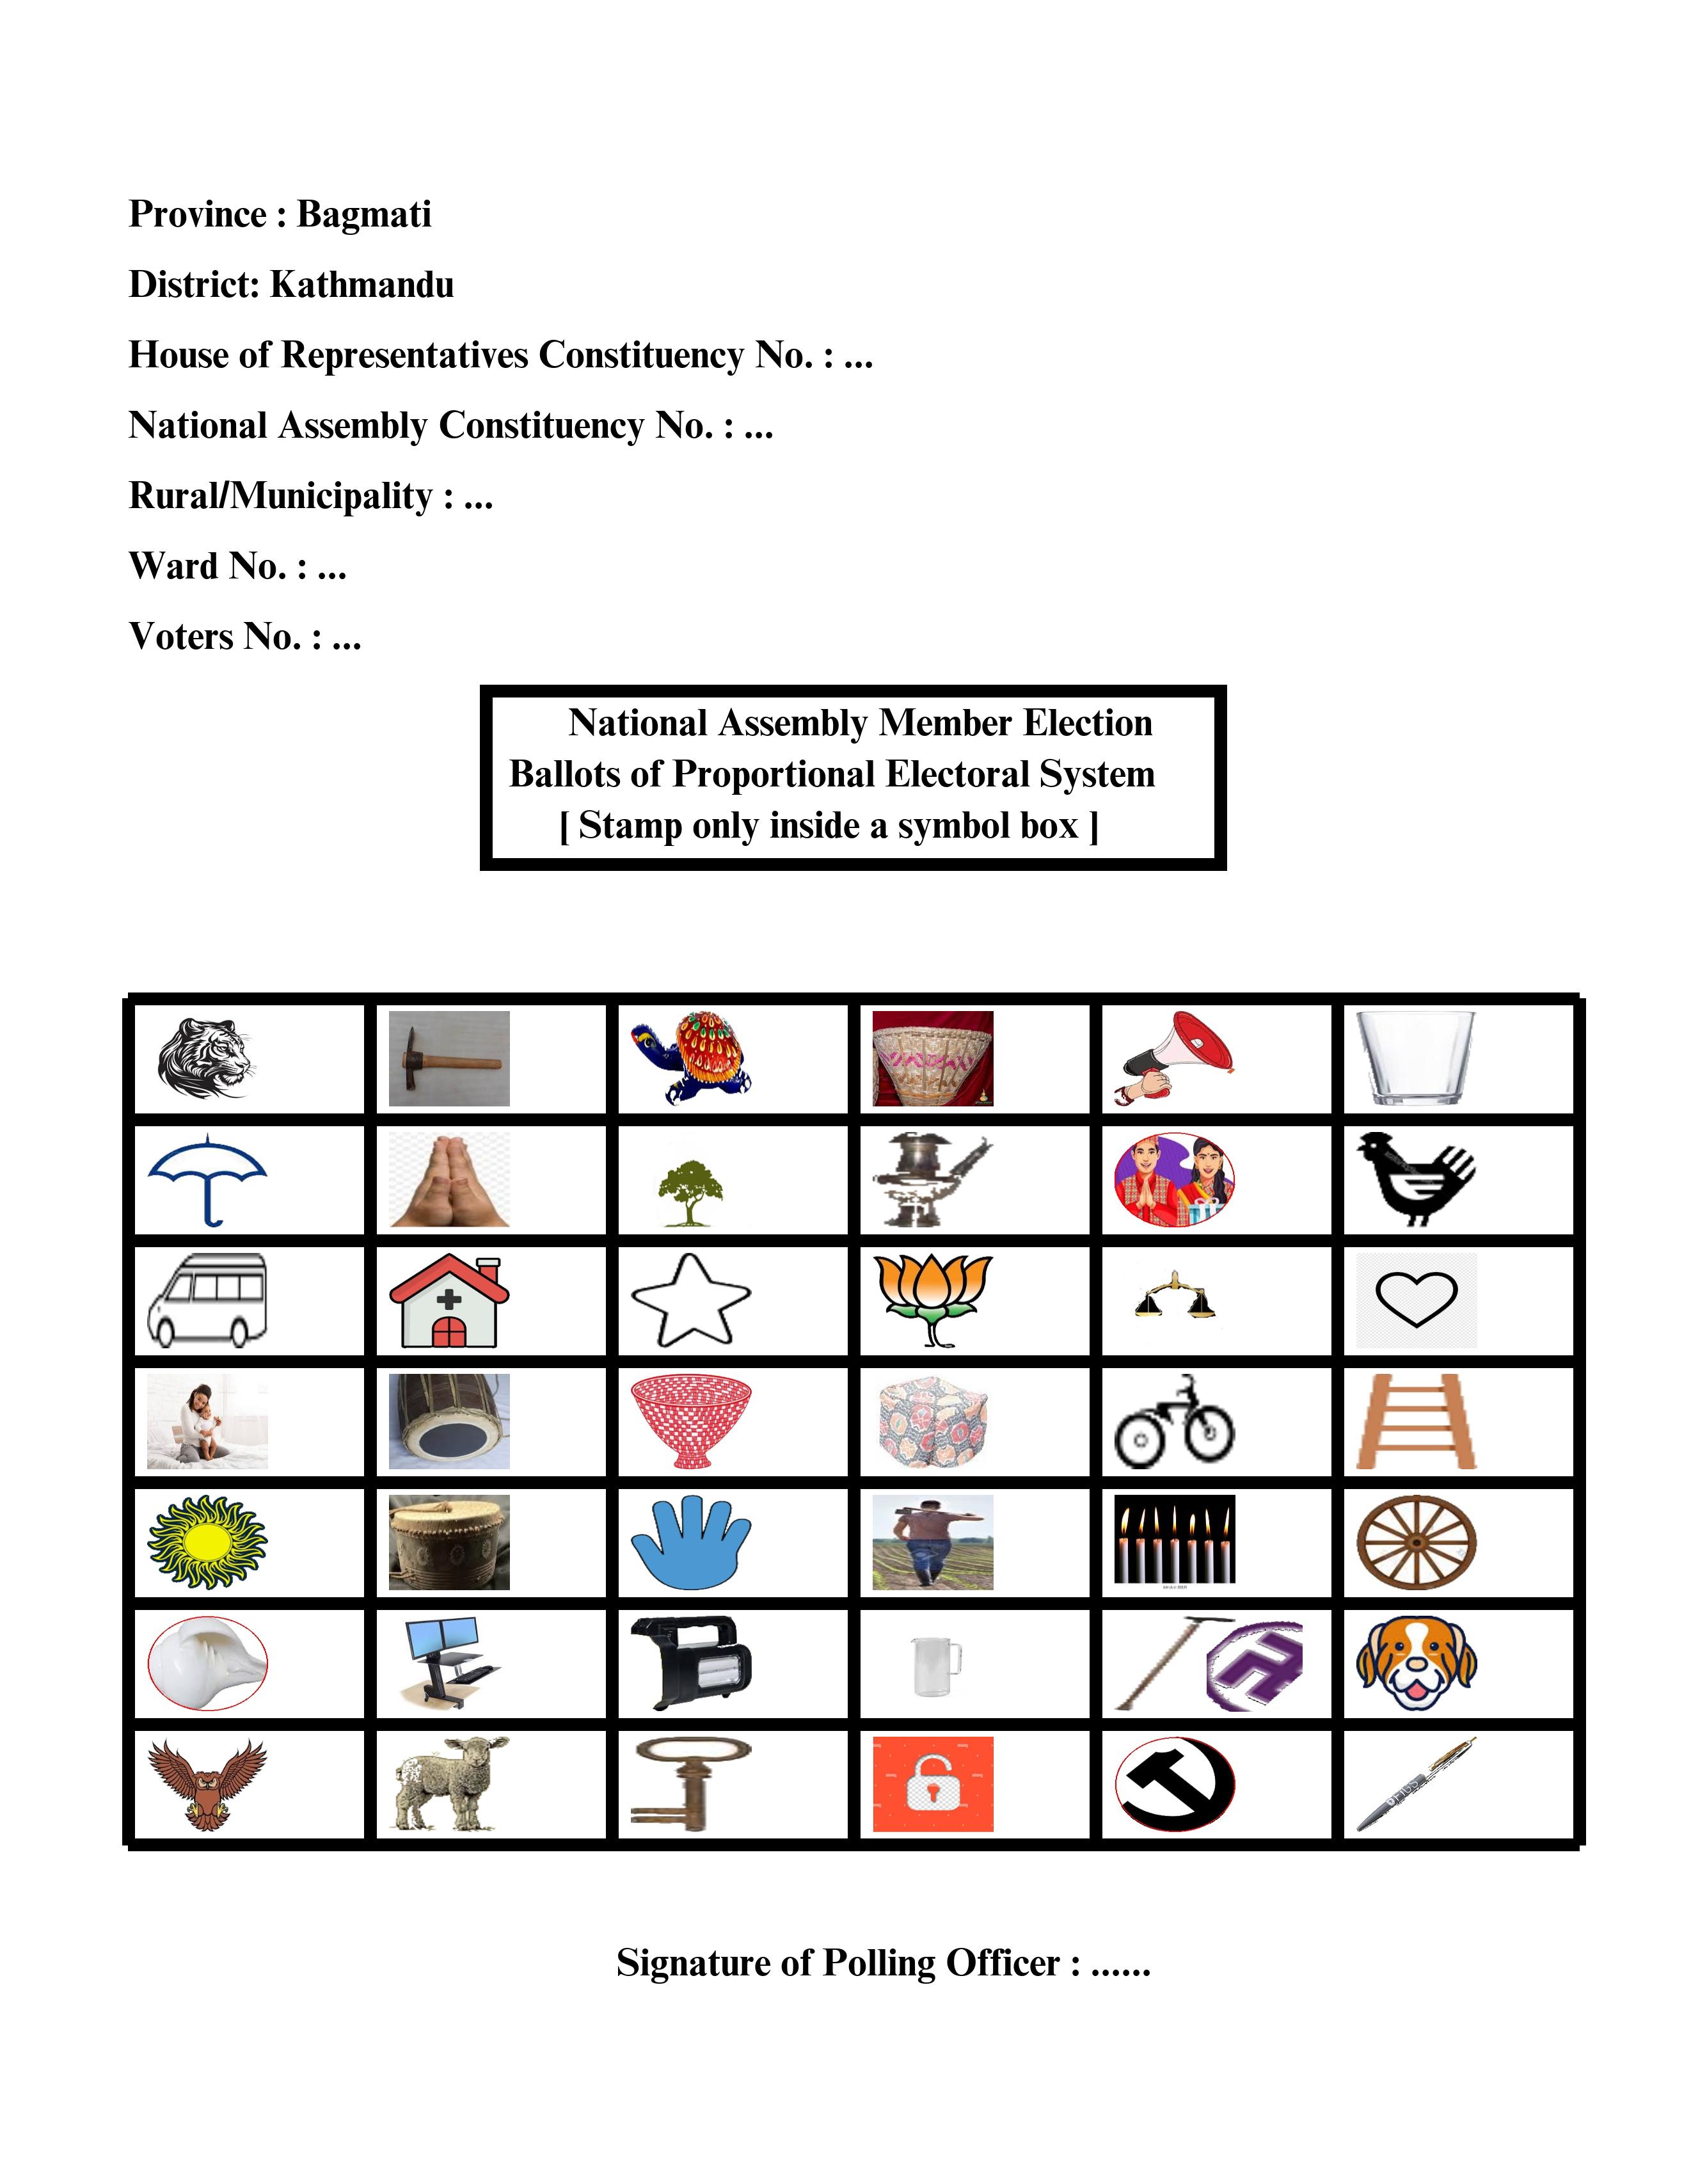 Province : Bagmati
District: Kathmandu
House of Representatives Constituency No. : ...
National Assembly Constituency No. : ...
Rural/Municipality : ...
Ward No. : ...
Voters No. : ...
National Assembly Member Election
Ballots of Proportional Electoral System
[ Stamp only inside a symbol box ]
Signature of Polling Officer : ......